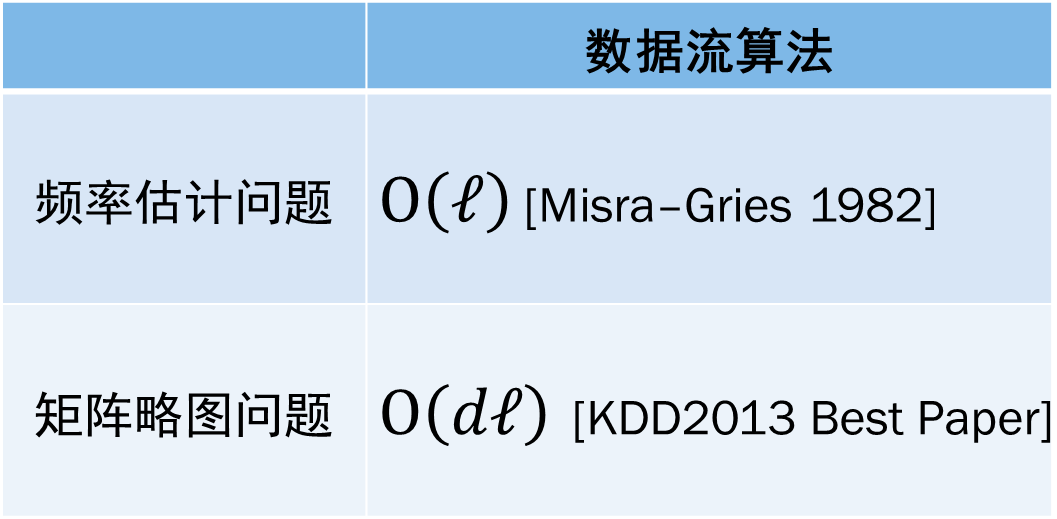 数据流算法
频率估计问题 O(ℓ) [Misra–Gries 1982]
矩阵略图问题 O(dℓ) [KDD2013 Best Paper]